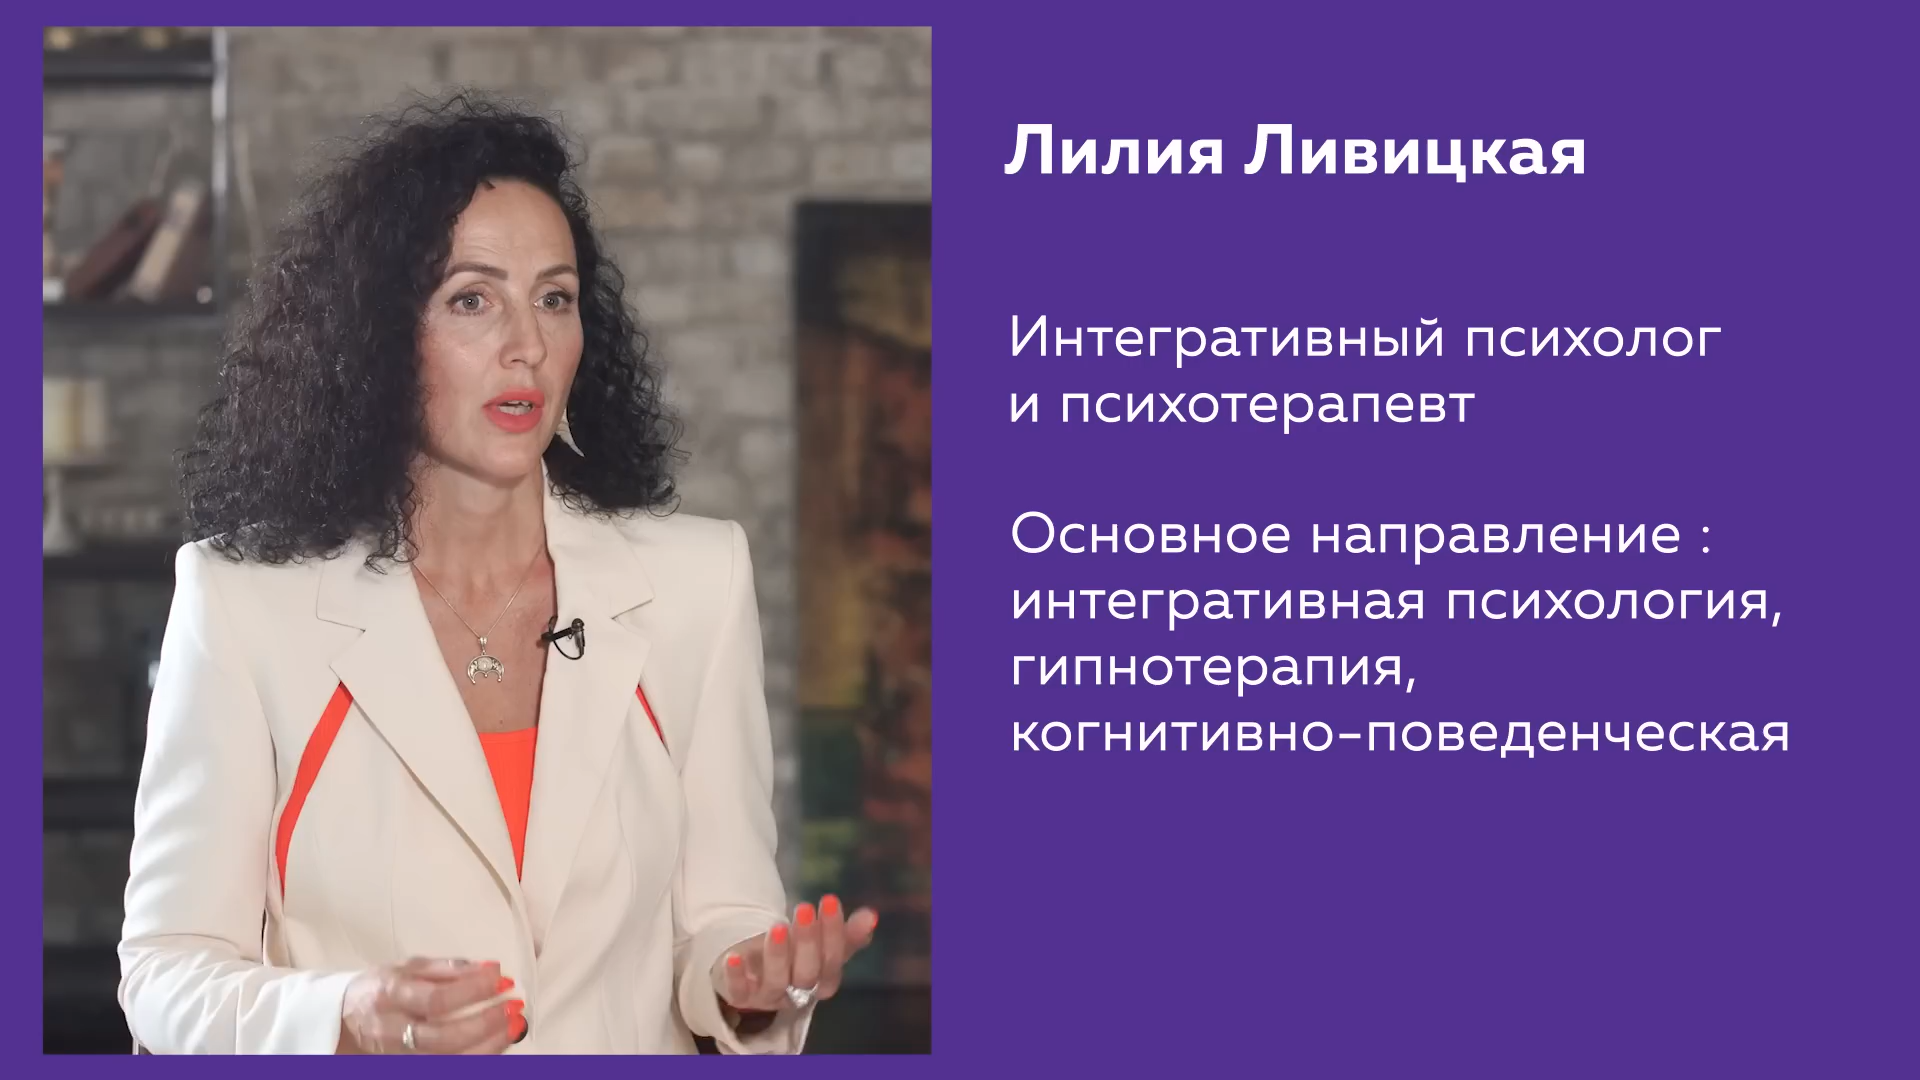 Лилия Ливицкая
Интегративный психолог
и психотерапевт
Основное направление :
интегративная психология,
гипнотерапия,
когнитивно-поведенческая